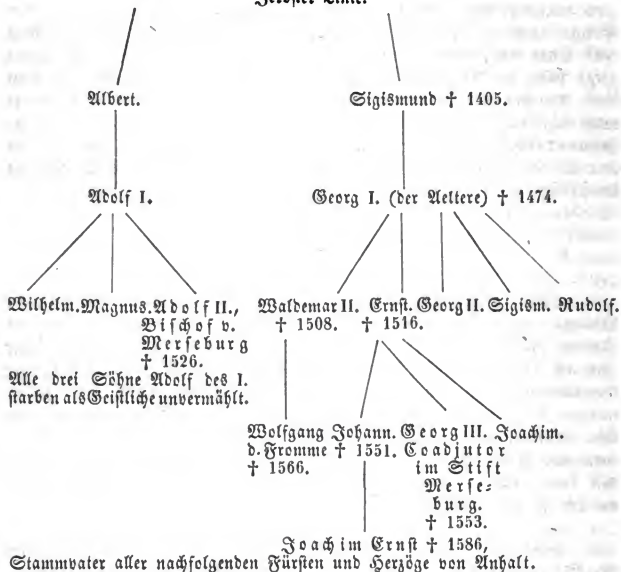 Zerbster Linie.
Albert. Sigismund † 1405.
Adolf I. Georg I. (der Aeltere) † 1474.
Wilhelm. Magnus. Adolf II., Waldemar II. Ernst. Georg II. Sigism. Rudolf.
Bischof v. † 1508. † 1516.
Merseburg
† 1526.
Alle drei Söhne Adolf des I.
starben als Geistliche unvermählt.
Wolfgang Johann. Georg III. Joachim.
d. Fromme † 1551. Coadjutor
† 1566. im Stift
Merse-
burg.
† 1553.
Joachim Ernst † 1586,
Stammvater aller nachfolgenden Fürsten und Herzöge von Anhalt.